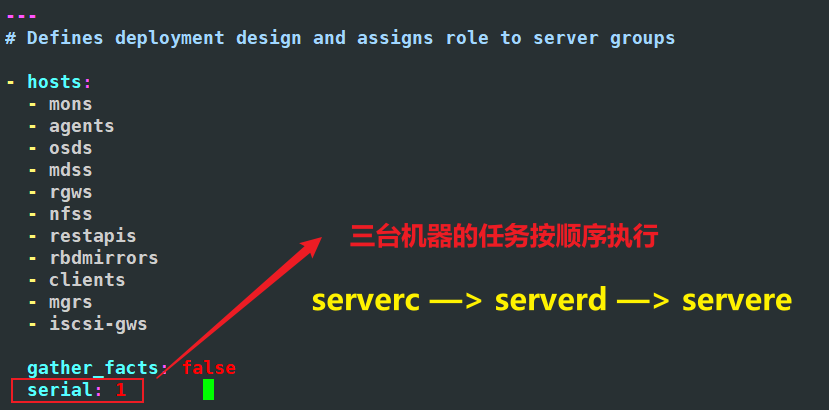 ---
# Defines deployment design and assigns role to server groups
- hosts:
- mons
- agents
- osds
- mdss
- rgws
- nfss
- restapis
三台机器的任务按顺序执行
- rbdmirrors
- clients
- mgrs
serverc —–> serverd —–> servere
- iscsi-gws
gather_facts: false
serial: 1